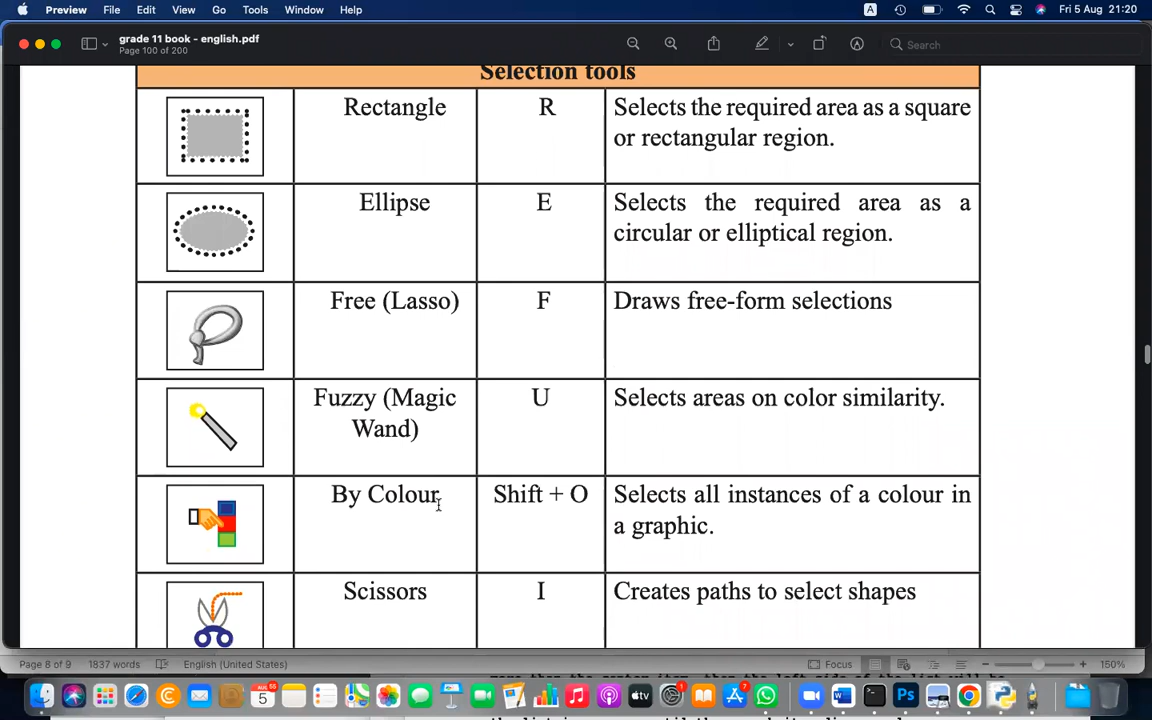 Preview File Edit View Go Tools Window Help A Fri 5 Aug 21:20
grade 11 book - english.pdf
Page 100 of 200
Search
Selection tools
Rectangle R Selects the required area as a square
or rectangular region.
Ellipse E Selects the required area as a
circular or elliptical region.
Free (Lasso) F Draws free-form selections
Fuzzy (Magic U Selects areas on color similarity.
Wand)
By Colour Shift + O Selects all instances of a colour in
a graphic.
Scissors I Creates paths to select shapes
Page 8 of 9 1837 words English (United States) Focus 150%